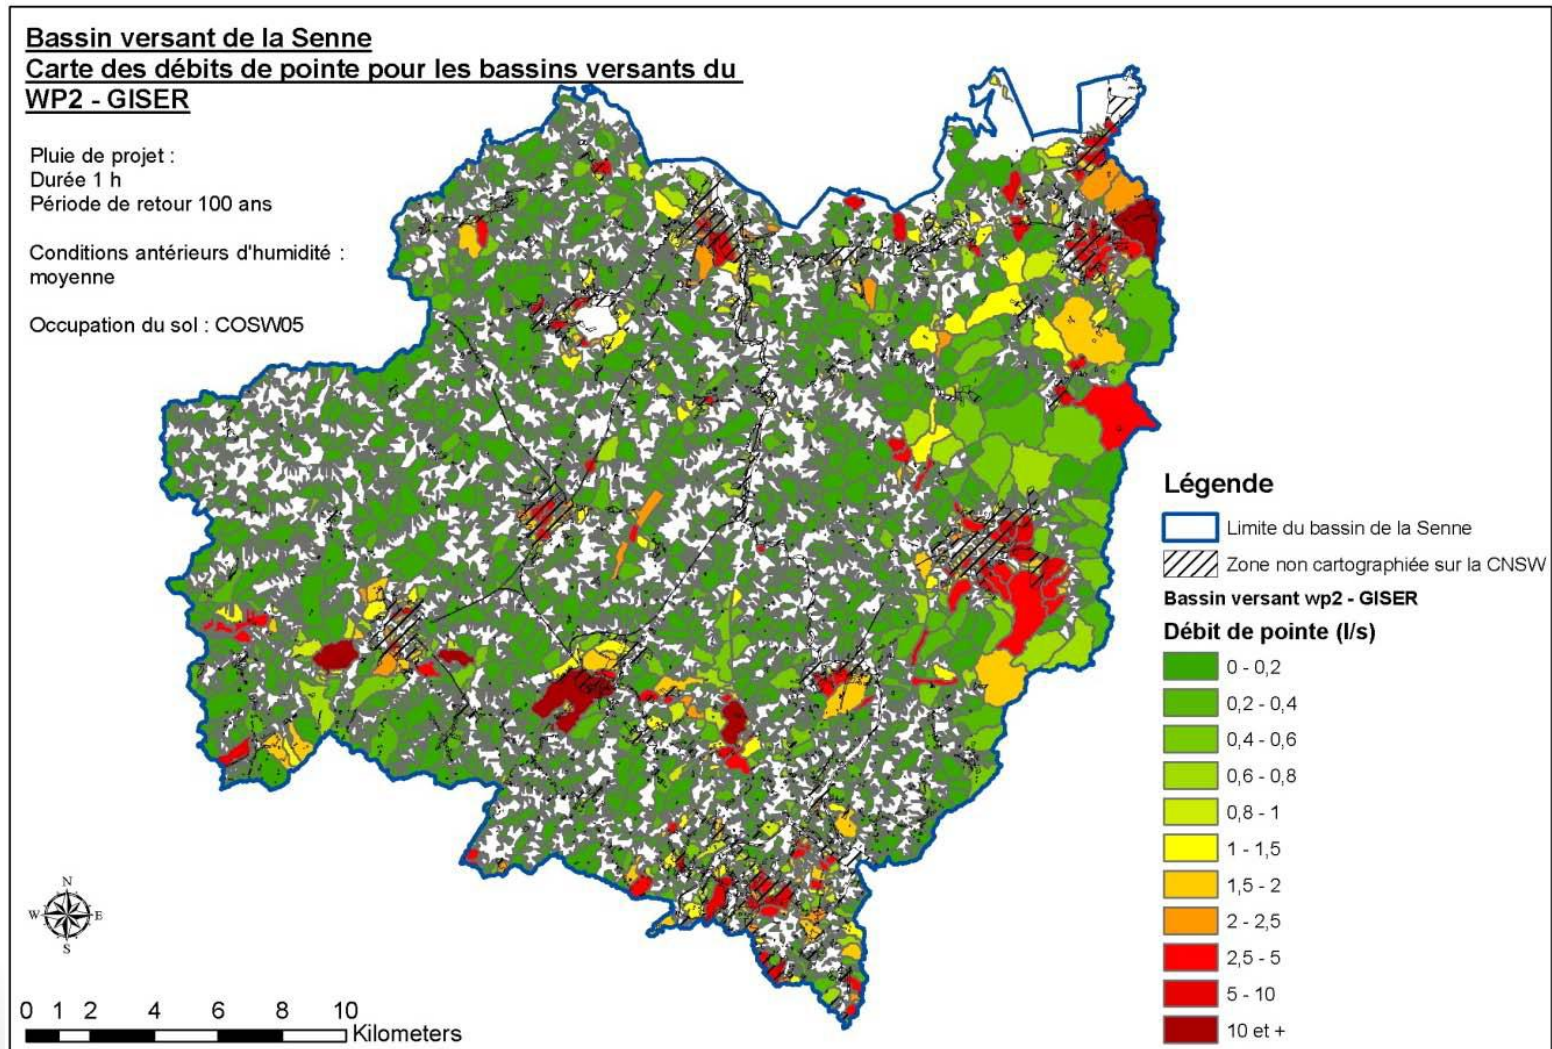 Bassin versant de la Senne
Carte des débits de pointe pour les bassins versants du
WP2 - GISER
Pluie de projet :
Durée 1 h
Période de retour 100 ans
Conditions antérieurs d'humidité :
moyenne
Occupation du sol : COSW05
Légende
Limite du bassin de la Senne
Zone non cartographiée sur la CNSW
Bassin versant wp2 - GISER
Débit de pointe (l/s)
0 - 0,2
0,2 - 0,4
0,4 - 0,6
0,6 - 0,8
0,8 - 1
1 - 1,5
1,5 - 2
2 - 2,5
2,5 - 5
5 - 10
10 et +
N
W E
S
0 1 2 4 6 8 10
Kilometers